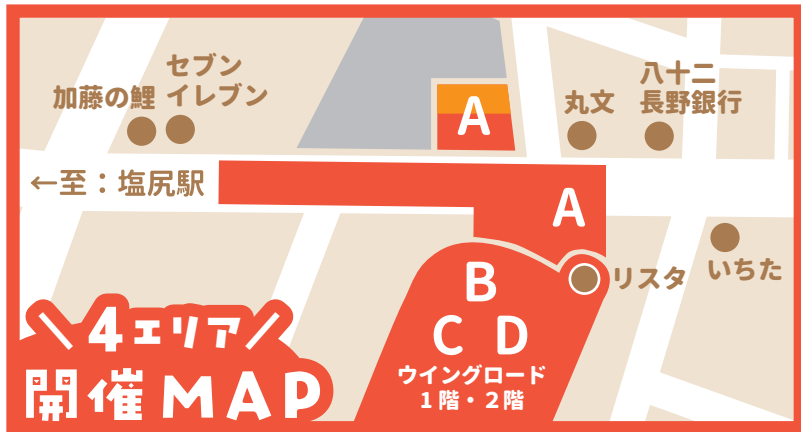 セブン
イレブン
加藤の鯉
八十二
長野銀行
丸文
A
←至：塩尻駅
A
いちた
リスタ
B
C D
ウイングロード
1階・2階
＼4エリア／
開催MAP